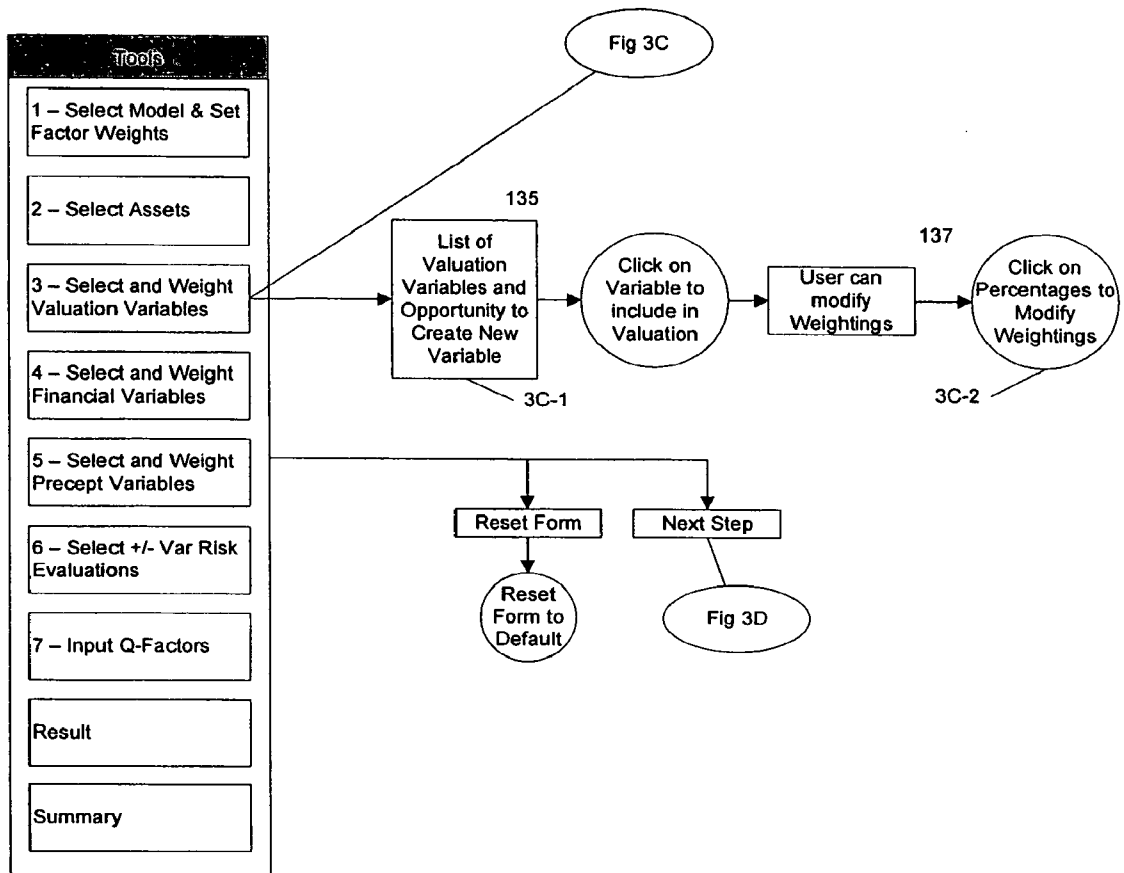 Fig 3C
Tools
1 – Select Model & Set
Factor Weights
2 – Select Assets
3 – Select and Weight
Valuation Variables
4 – Select and Weight
Financial Variables
5 – Select and Weight
Precept Variables
6 – Select +/- Var Risk
Evaluations
7 – Input Q-Factors
Result
Summary
135
List of
Valuation
Variables and
Opportunity to
Create New
Variable
3C-1
Click on
Variable to
include in
Valuation
137
User can
modify
Weightings
Click on
Percentages to
Modify
Weightings
3C-2
Reset Form
Next Step
Reset
Form to
Default
Fig 3D